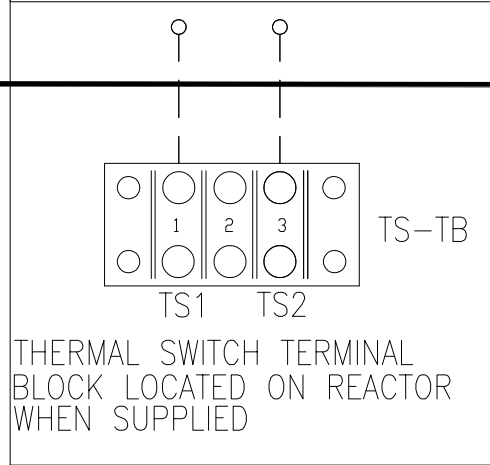 1 2 3
TS-TB
TS1 TS2
THERMAL SWITCH TERMINAL
BLOCK LOCATED ON REACTOR
WHEN SUPPLIED